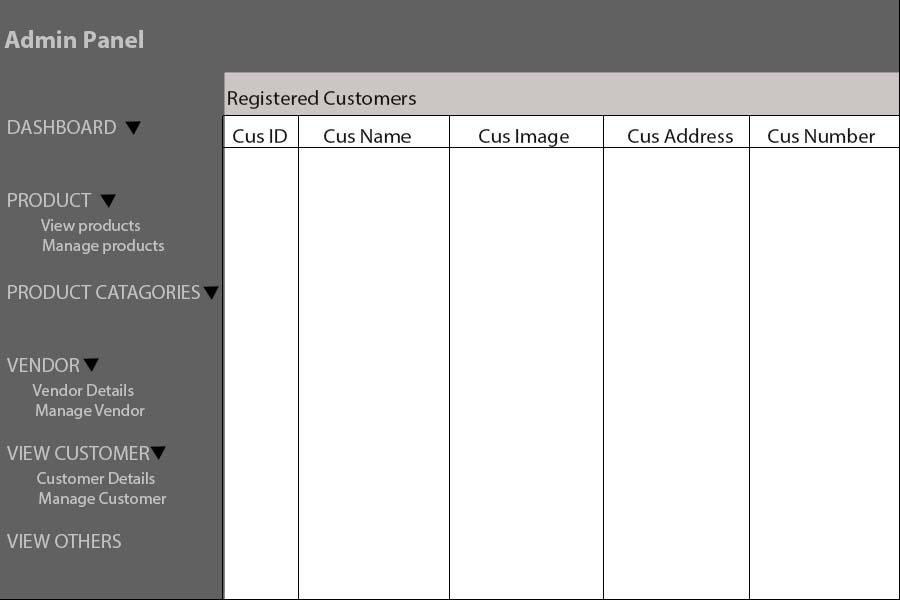 Admin Panel
Registered Customers
Cus ID Cus Name Cus Image Cus Address Cus Number
DASHBOARD
PRODUCT
View products
Manage products
PRODUCT CATAGORIES
VENDOR
Vendor Details
Manage Vendor
VIEW CUSTOMER
Customer Details
Manage Customer
VIEW OTHERS